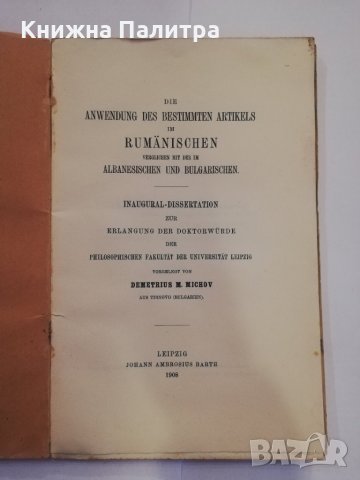 Книжна Палитра
DIE
ANWENDUNG DES BESTIMMTEN ARTIKELS
IM
RUMÄNISCHEN
VERGLICHEN MIT DER IM
ALBANESISCHEN UND BULGARISCHEN.
INAUGURAL-DISSERTATION
ZUR
ERLANGUNG DER DOKTORWÜRDE
DER
PHILOSOPHISCHEN FAKULTÄT DER UNIVERSITÄT LEIPZIG
VORGELEGT VON
DEMETRIUS M. MICHOV
AUS TIRNOVO (BULGARIEN).
LEIPZIG
JOHANN AMBROSIUS BARTH
1908
BAZAR